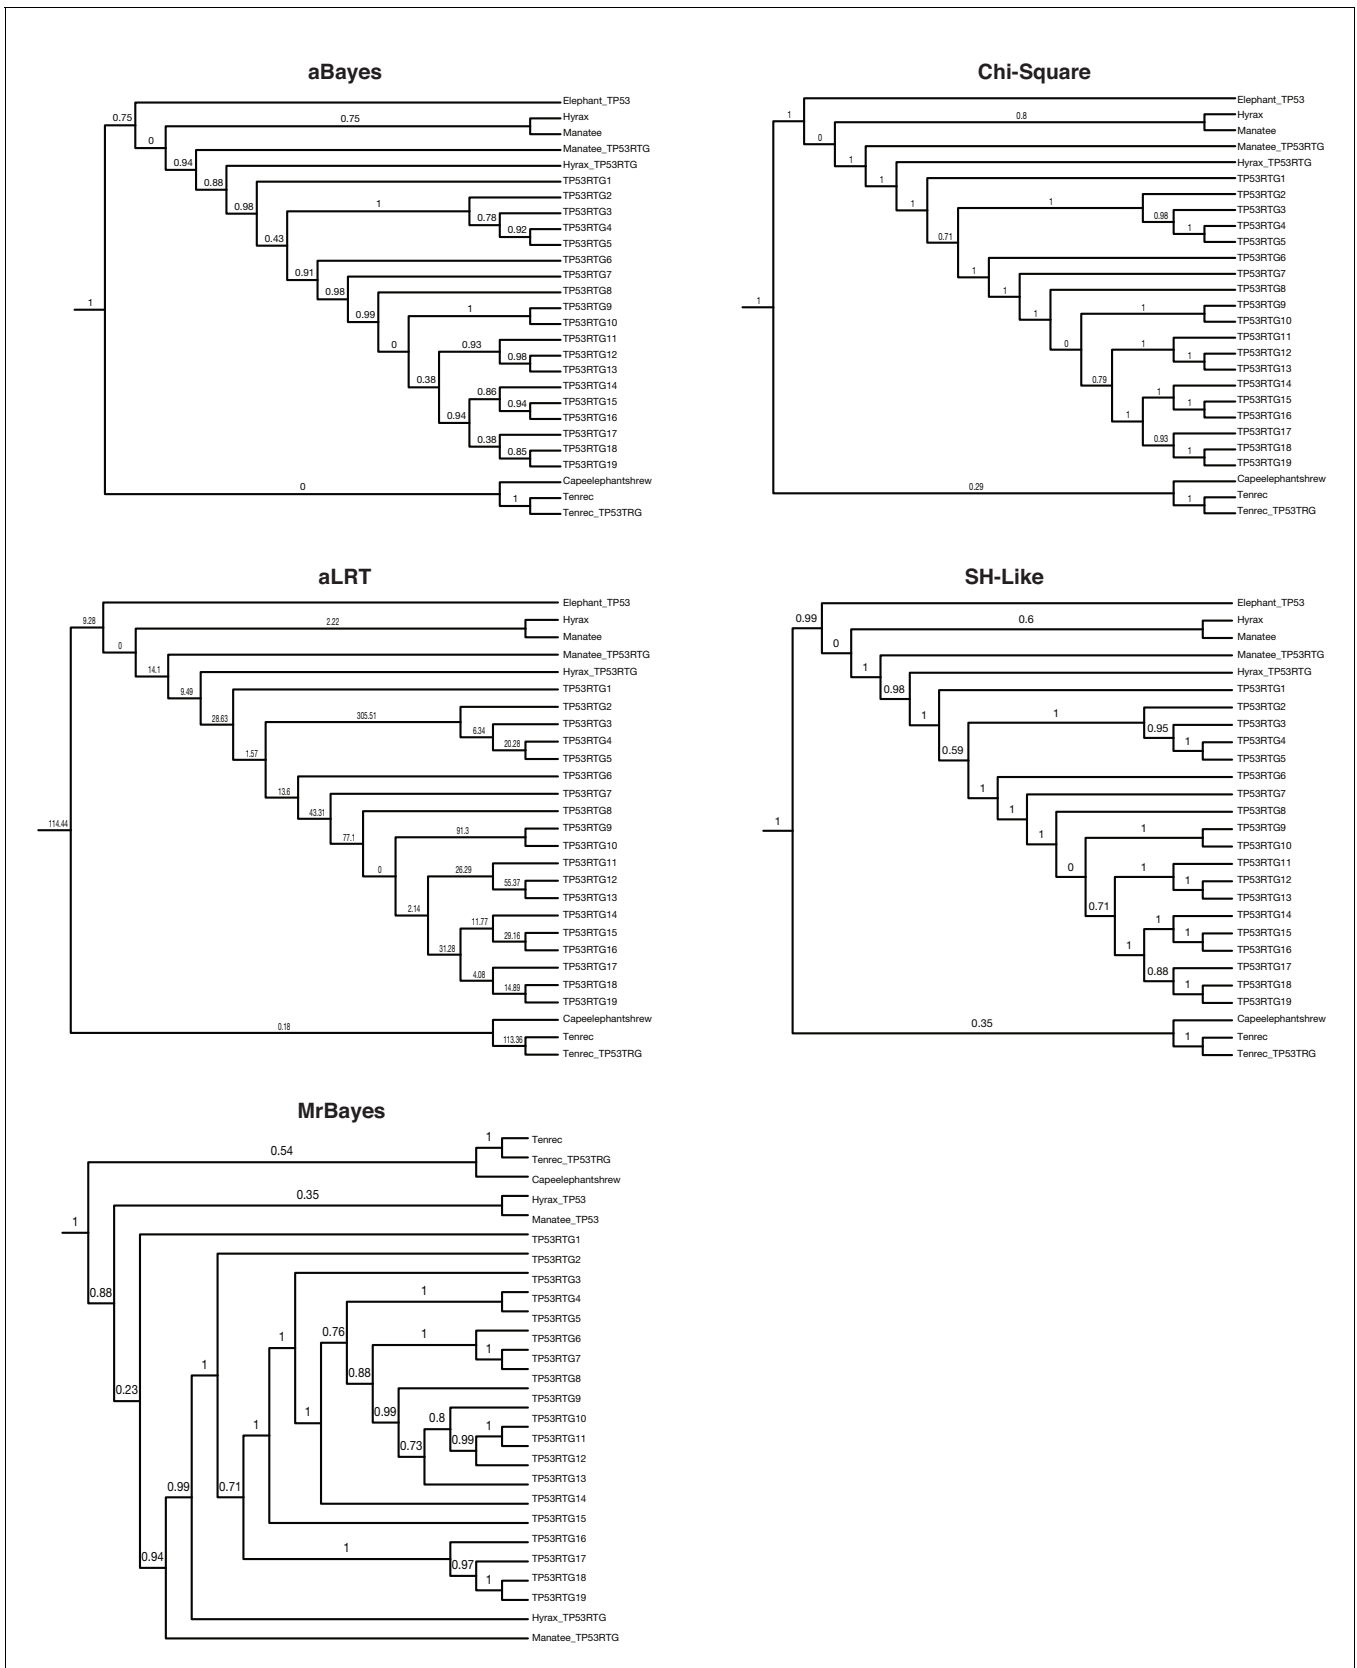 aBayes
Elephant_TP53
0.75
Hyrax
0.75
Manatee
0
Manatee_TP53RTG
0.94
Hyrax_TP53RTG
0.88
TP53RTG1
0.98
TP53RTG2
1
TP53RTG3
0.78
TP53RTG4
0.92
TP53RTG5
0.43
TP53RTG6
0.91
TP53RTG7
0.98
TP53RTG8
0.99
TP53RTG9
1
TP53RTG10
0
TP53RTG11
0.93
TP53RTG12
0.98
TP53RTG13
0.38
TP53RTG14
0.86
TP53RTG15
0.94
TP53RTG16
0.94
TP53RTG17
0.38
TP53RTG18
0.85
TP53RTG19
1
Capeelephantshrew
0
Tenrec
1
Tenrec_TP53TRG
Chi-Square
Elephant_TP53
1
Hyrax
0.8
Manatee
0
Manatee_TP53RTG
1
Hyrax_TP53RTG
1
TP53RTG1
1
TP53RTG2
1
TP53RTG3
0.98
TP53RTG4
1
TP53RTG5
0.71
TP53RTG6
1
TP53RTG7
1
TP53RTG8
1
TP53RTG9
1
TP53RTG10
0
TP53RTG11
1
TP53RTG12
1
TP53RTG13
0.79
TP53RTG14
1
TP53RTG15
1
TP53RTG16
1
TP53RTG17
0.93
TP53RTG18
1
TP53RTG19
1
Capeelephantshrew
0.29
Tenrec
1
Tenrec_TP53TRG
aLRT
Elephant_TP53
9.28
Hyrax
2.22
Manatee
0
Manatee_TP53RTG
14.1
Hyrax_TP53RTG
9.49
TP53RTG1
28.63
TP53RTG2
305.51
TP53RTG3
6.34
TP53RTG4
20.28
TP53RTG5
1.57
TP53RTG6
13.6
TP53RTG7
43.31
TP53RTG8
77.1
TP53RTG9
91.3
TP53RTG10
0
TP53RTG11
26.29
TP53RTG12
55.37
TP53RTG13
2.14
TP53RTG14
11.77
TP53RTG15
29.16
TP53RTG16
31.28
TP53RTG17
4.08
TP53RTG18
14.89
TP53RTG19
114.44
Capeelephantshrew
0.18
Tenrec
113.36
Tenrec_TP53TRG
SH-Like
Elephant_TP53
0.99
Hyrax
0.6
Manatee
0
Manatee_TP53RTG
1
Hyrax_TP53RTG
0.98
TP53RTG1
1
TP53RTG2
1
TP53RTG3
0.95
TP53RTG4
1
TP53RTG5
0.59
TP53RTG6
1
TP53RTG7
1
TP53RTG8
1
TP53RTG9
1
TP53RTG10
0
TP53RTG11
1
TP53RTG12
1
TP53RTG13
0.71
TP53RTG14
1
TP53RTG15
1
TP53RTG16
1
TP53RTG17
0.88
TP53RTG18
1
TP53RTG19
1
Capeelephantshrew
0.35
Tenrec
1
Tenrec_TP53TRG
MrBayes
1
Tenrec
0.54
Tenrec_TP53TRG
Capeelephantshrew
0.35
Hyrax_TP53
Manatee_TP53
1
TP53RTG1
TP53RTG2
TP53RTG3
1
TP53RTG4
0.88
TP53RTG5
0.76
1
1
TP53RTG6
1
TP53RTG7
1
0.88
TP53RTG8
0.23
TP53RTG9
0.99
0.8
TP53RTG10
1
1
1
TP53RTG11
0.73
0.99
TP53RTG12
TP53RTG13
0.99
0.71
TP53RTG14
TP53RTG15
TP53RTG16
0.94
1
0.97
TP53RTG17
1
TP53RTG18
TP53RTG19
Hyrax_TP53RTG
Manatee_TP53RTG